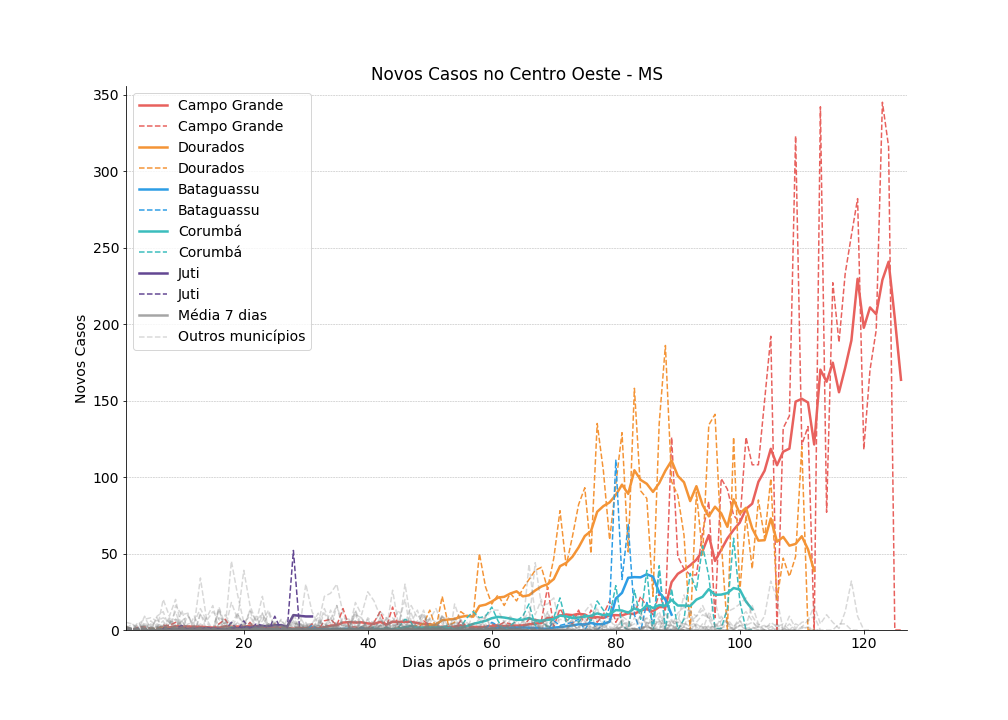 Novos Casos no Centro Oeste - MS
350
300
250
200
150
100
50
0
Novos Casos
Campo Grande
Campo Grande
Dourados
Dourados
Bataguassu
Bataguassu
Corumbá
Corumbá
Juti
Juti
Média 7 dias
Outros municípios
20
40
60
80
100
120
Dias após o primeiro confirmado